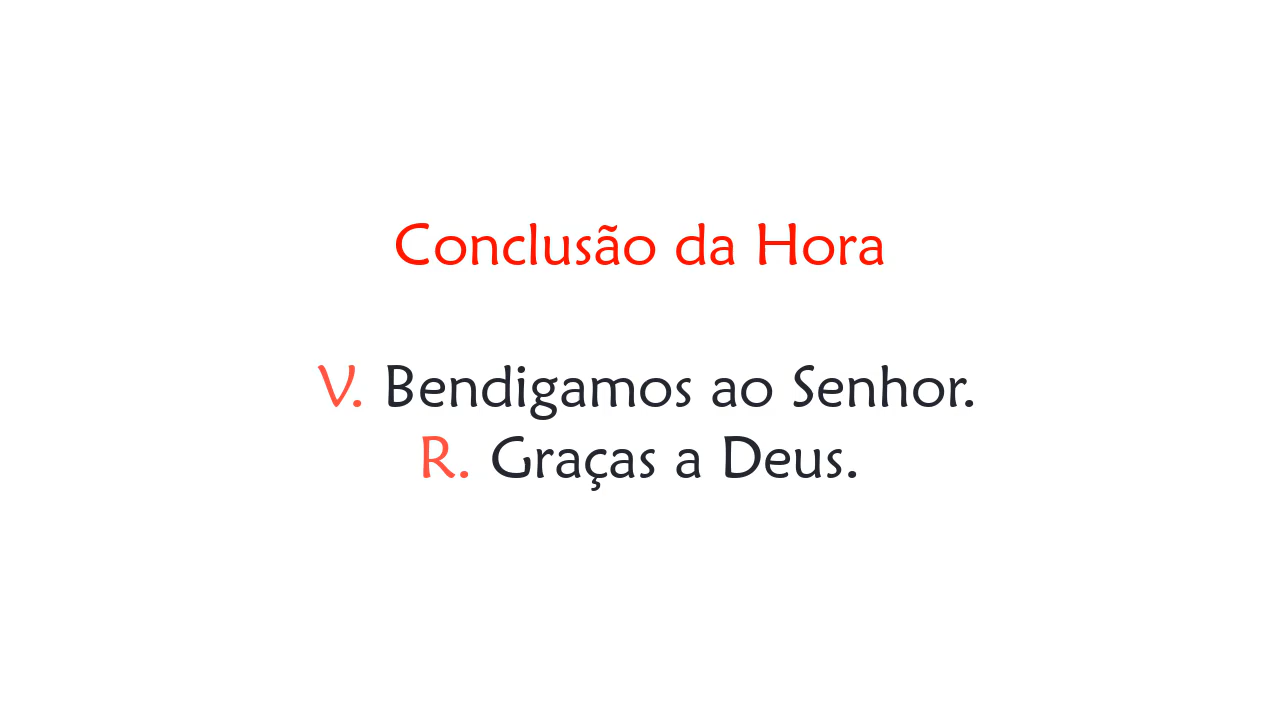 Conclusão da Hora
V. Bendigamos ao Senhor.
R. Graças a Deus.